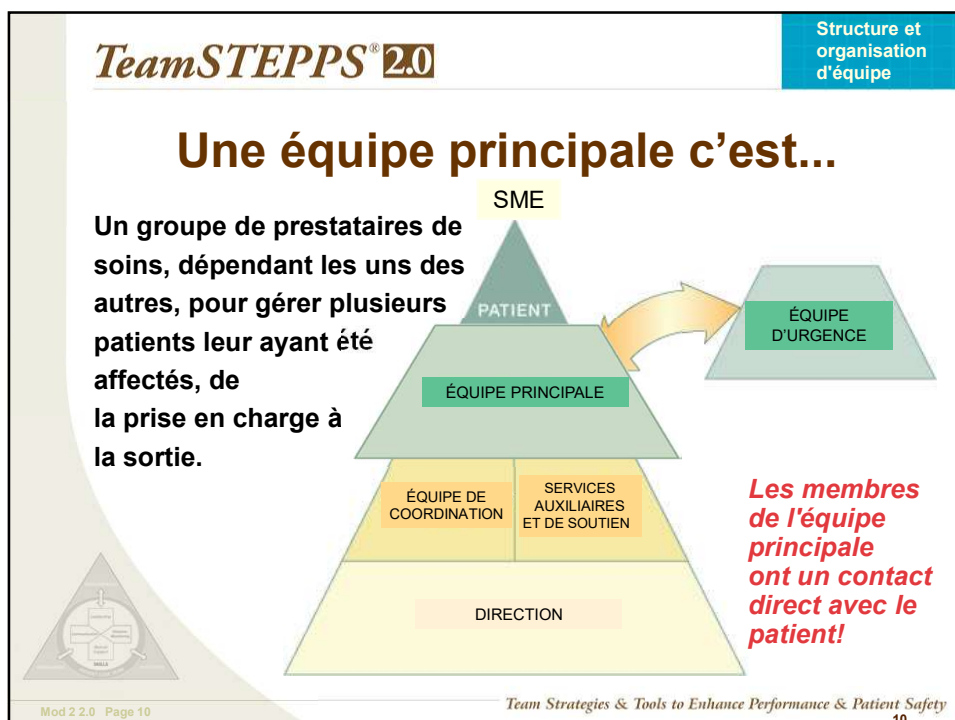 TeamSTEPPS® 2.0
Structure et
organisation
d'équipe
Une équipe principale c’est...
Un groupe de prestataires de
soins, dépendant les uns des
autres, pour gérer plusieurs
patients leur ayant été
affectés, de
la prise en charge à
la sortie.
SME
PATIENT
ÉQUIPE
D’URGENCE
ÉQUIPE PRINCIPALE
ÉQUIPE DE
COORDINATION
SERVICES
AUXILIAIRES
ET DE SOUTIEN
DIRECTION
Les membres
de l'équipe
principale
ont un contact
direct avec le
patient!
SKILLS
Mod 2 2.0 Page 10
Team Strategies & Tools to Enhance Performance & Patient Safety
10